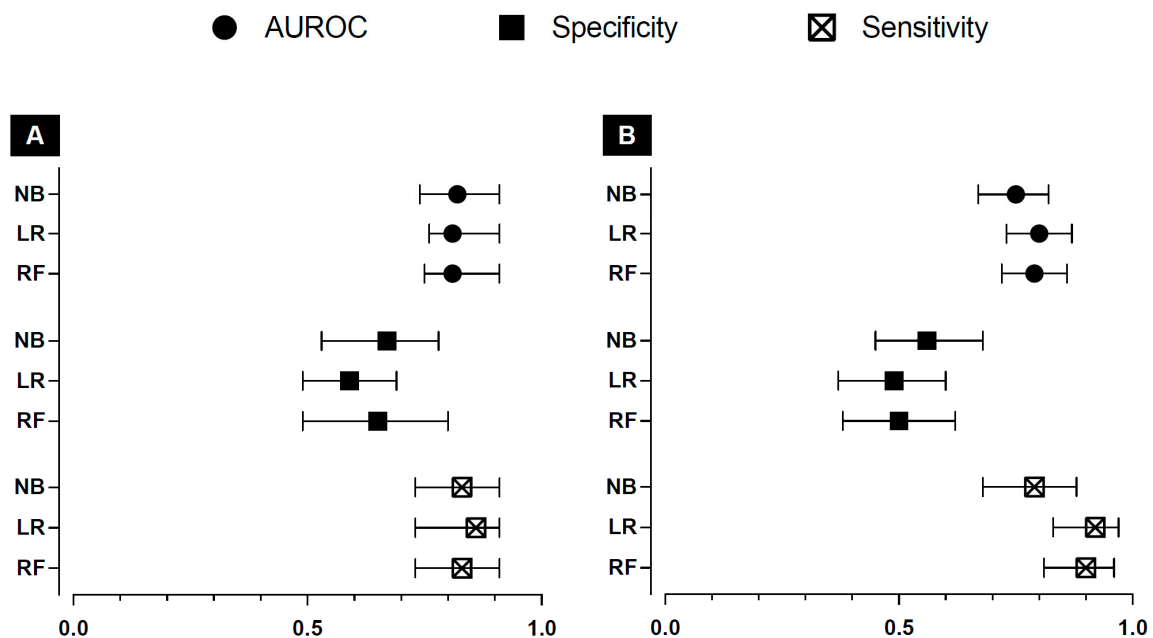 AUROC Specificity Sensitivity
A
NB
LR
RF
NB
LR
RF
NB
LR
RF
0.0 0.5 1.0
B
NB
LR
RF
NB
LR
RF
NB
LR
RF
0.0 0.5 1.0